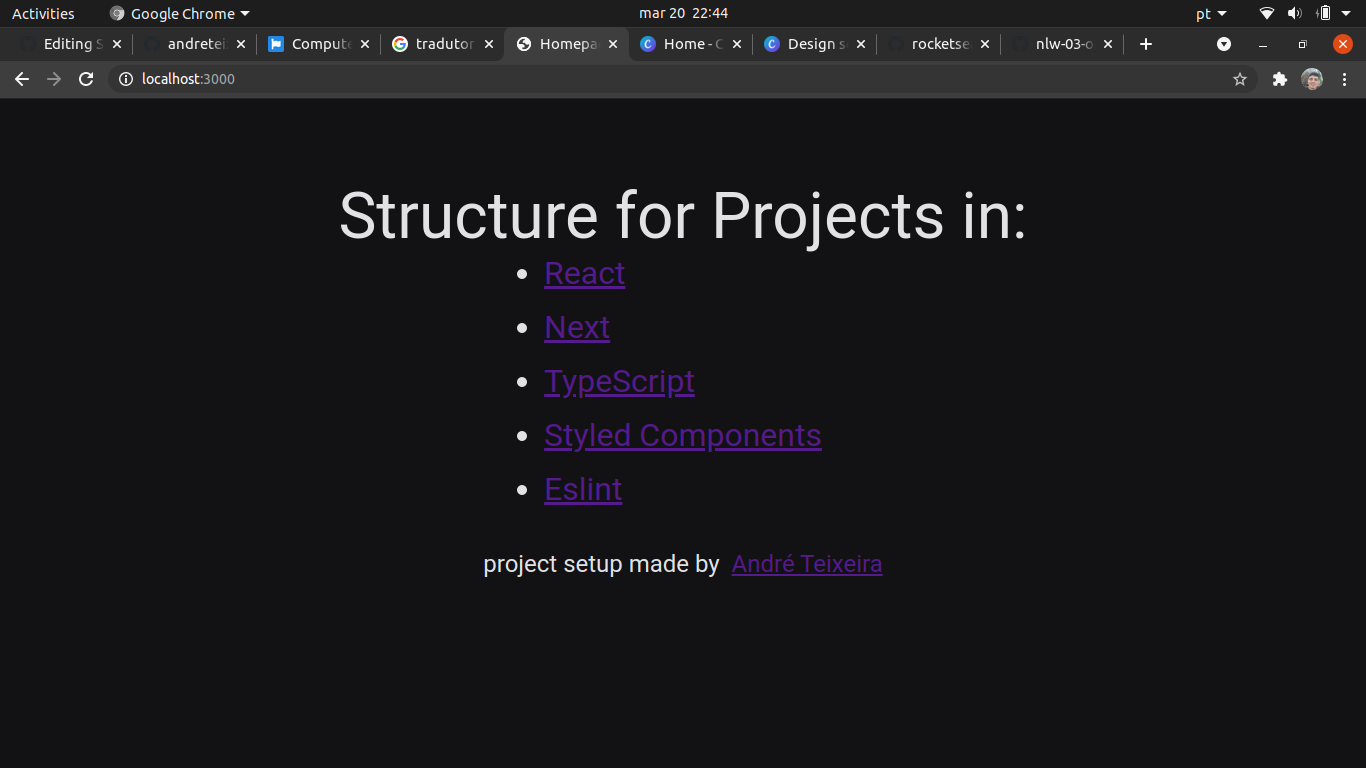 Activities Google Chrome mar 20 22:44 pt
Editing S andretei Compute tradutor Homepa Home - C Design s rocketse nlw-03-o
localhost:3000
Structure for Projects in:
React
Next
TypeScript
Styled Components
Eslint
project setup made by André Teixeira